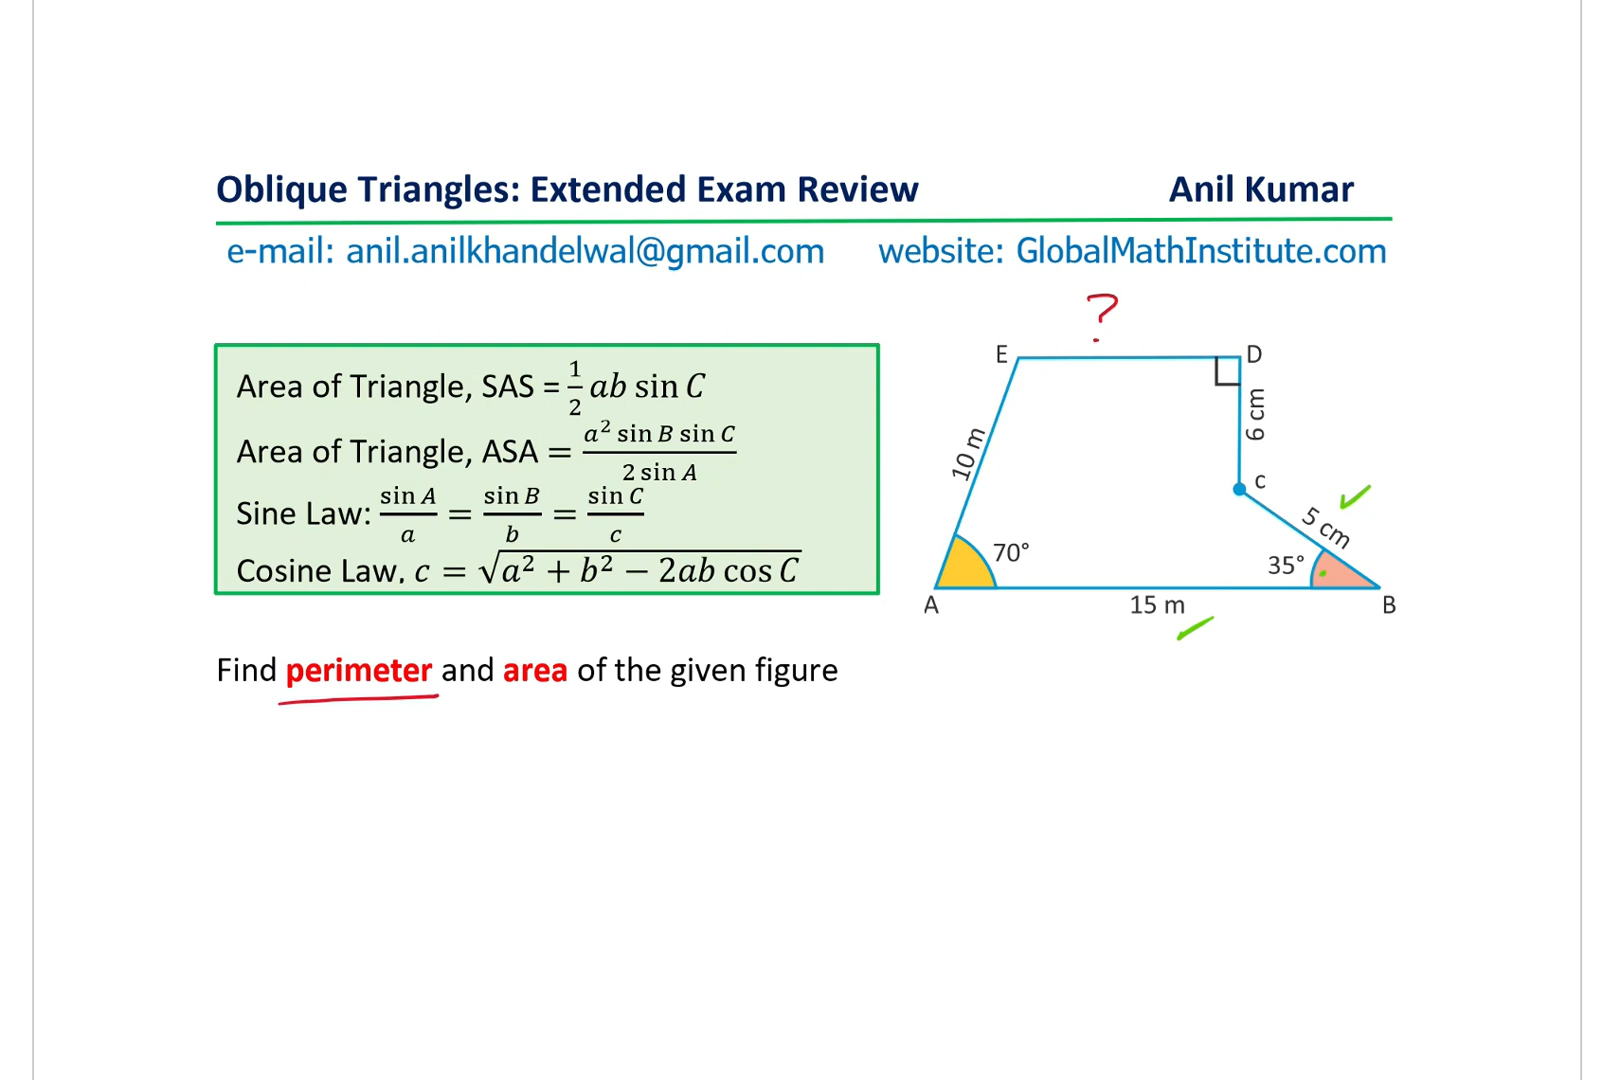 Oblique Triangles: Extended Exam Review Anil Kumar
e-mail: anil.anilkhandelwal@gmail.com website: GlobalMathInstitute.com
?
Area of Triangle, SAS = 1/2 ab sin C
Area of Triangle, ASA = a² sin B sin C / 2 sin A
Sine Law: sin A / a = sin B / b = sin C / c
Cosine Law, c = √a² + b² − 2ab cos C
E D
6 cm
10 m
c
5 cm
70° 35°
A 15 m B
Find perimeter and area of the given figure